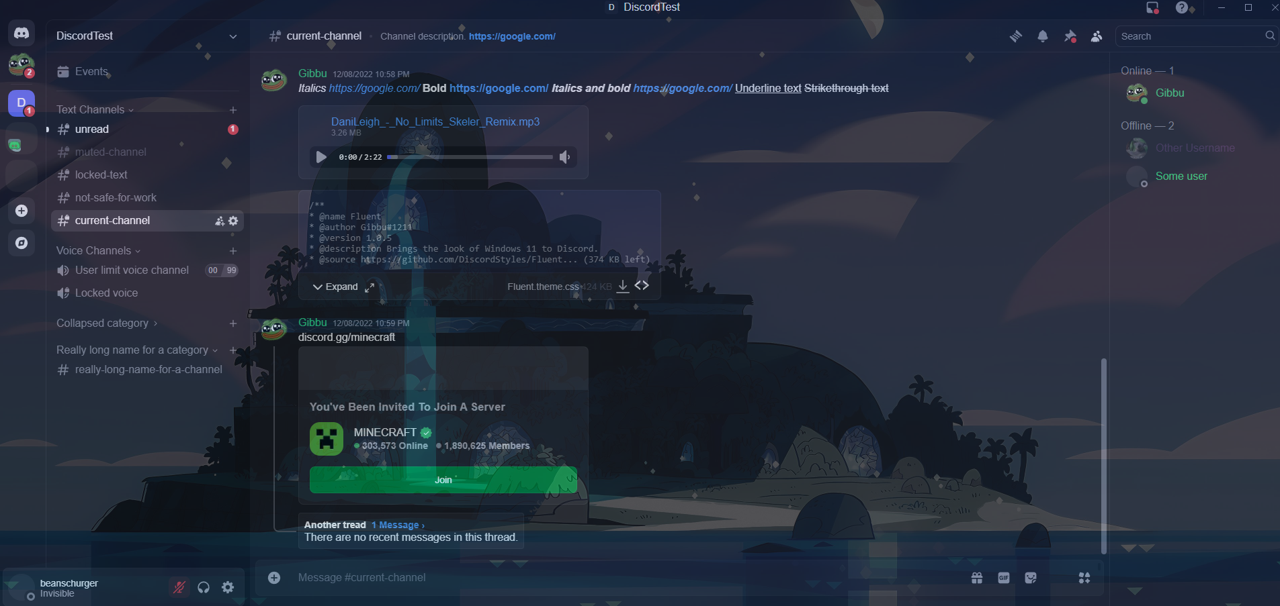 D DiscordTest
DiscordTest
current-channel
Channel description. https://google.com/
Search
2
D
1
Events
Text Channels
unread
1
muted-channel
locked-text
not-safe-for-work
current-channel
Voice Channels
User limit voice channel 00 99
Locked voice
Collapsed category
Really long name for a category
really-long-name-for-a-channel
beanschurger
Invisible
Gibbu 12/08/2022 10:58 PM
Italics https://google.com/ Bold https://google.com/ Italics and bold https://google.com/ Underline text Strikethrough text
DaniLeigh_-_No_Limits_Skeler_Remix.mp3
3.26 MB
0:00 / 2:22
/**
* @name Fluent
* @author Gibbu#1211
* @version 1.0.5
* @description Brings the look of Windows 11 to Discord.
* @source https://github.com/DiscordStyles/Fluent... (374 KB left)
Expand
Fluent.theme.css 424 KB
Gibbu 12/08/2022 10:59 PM
discord.gg/minecraft
You've Been Invited To Join A Server
MINECRAFT
303,573 Online 1,890,625 Members
Join
Another tread 1 Message ›
There are no recent messages in this thread.
Message #current-channel
GIF
Online — 1
Gibbu
Offline — 2
Other Username
Some user